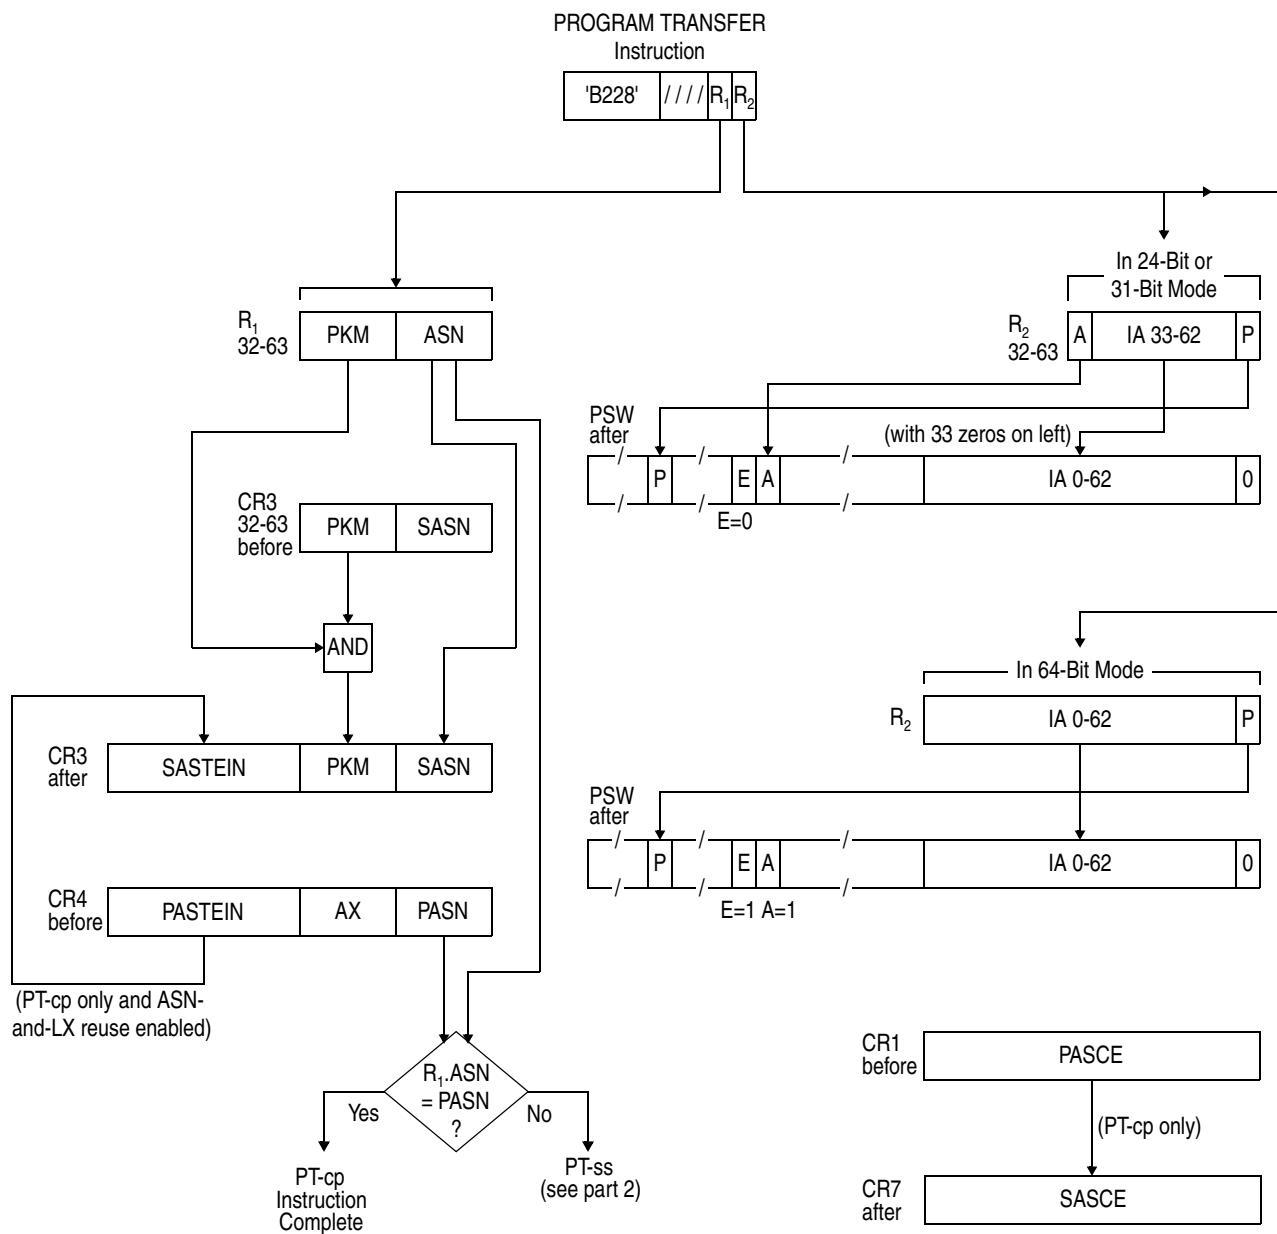 PROGRAM TRANSFER
Instruction
'B228' //// R1 R2
In 24-Bit or
31-Bit Mode
R1
32-63
PKM ASN
R2
32-63
A IA 33-62 P
PSW
after
(with 33 zeros on left)
/ / /
P E A IA 0-62 0
/ / /
E=0
CR3
32-63
before
PKM SASN
AND
In 64-Bit Mode
R2
IA 0-62 P
CR3
after
SASTEIN PKM SASN
PSW
after
/ / /
P E A IA 0-62 0
/ / /
E=1 A=1
CR4
before
PASTEIN AX PASN
(PT-cp only and ASN-
and-LX reuse enabled)
R1.ASN
= PASN
?
Yes
No
PT-cp
Instruction
Complete
PT-ss
(see part 2)
CR1
before
PASCE
(PT-cp only)
CR7
after
SASCE